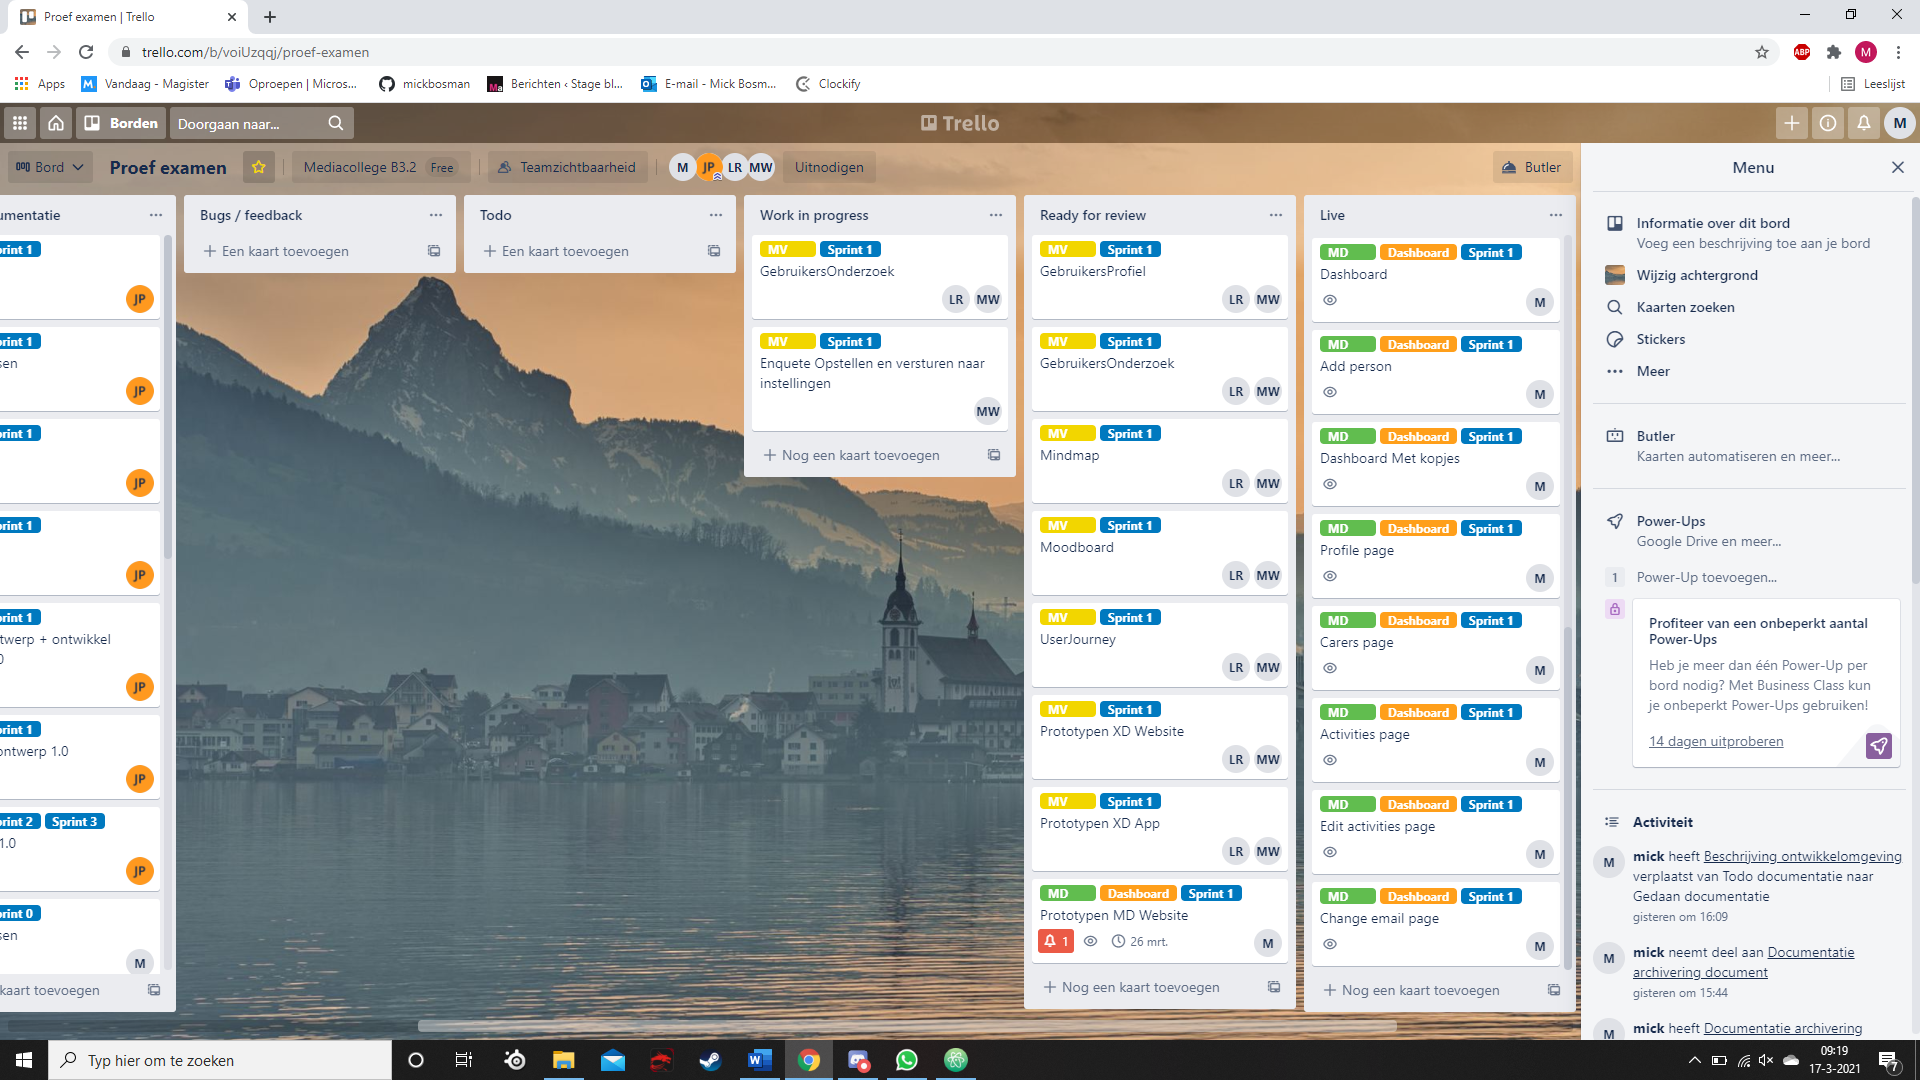 Proef examen | Trello
trello.com/b/voiUzqqj/proef-examen
ABP
M
Apps
M Vandaag - Magister
Oproepen | Micros...
mickbosman
Ma Berichten ‹ Stage bl...
E-mail - Mick Bosm...
Clockify
Leeslijst
Borden
Doorgaan naar...
Trello
M
Bord
Proef examen
Mediacollege B3.2 Free
Teamzichtbaarheid
M JP LR MW
Uitnodigen
Butler
JP
JP
JP
JP
twerp + ontwikkel
JP
ontwerp 1.0
JP
Sprint 3
1.0
JP
M
kaart toevoegen
Bugs / feedback
Een kaart toevoegen
Todo
Een kaart toevoegen
Work in progress
MV Sprint 1
GebruikersOnderzoek
LR MW
MV Sprint 1
Enquete Opstellen en versturen naar
instellingen
MW
Nog een kaart toevoegen
Ready for review
MV Sprint 1
GebruikersProfiel
LR MW
MV Sprint 1
GebruikersOnderzoek
LR MW
MV Sprint 1
Mindmap
LR MW
MV Sprint 1
Moodboard
LR MW
MV Sprint 1
UserJourney
LR MW
MV Sprint 1
Prototypen XD Website
LR MW
MV Sprint 1
Prototypen XD App
LR MW
MD Dashboard Sprint 1
Prototypen MD Website
1 26 mrt. M
Nog een kaart toevoegen
Live
MD Dashboard Sprint 1
Dashboard
M
MD Dashboard Sprint 1
Add person
M
MD Dashboard Sprint 1
Dashboard Met kopjes
M
MD Dashboard Sprint 1
Profile page
M
MD Dashboard Sprint 1
Carers page
M
MD Dashboard Sprint 1
Activities page
M
MD Dashboard Sprint 1
Edit activities page
M
MD Dashboard Sprint 1
Change email page
M
Nog een kaart toevoegen
Menu
Informatie over dit bord
Voeg een beschrijving toe aan je bord
Wijzig achtergrond
Kaarten zoeken
Stickers
Meer
Butler
Kaarten automatiseren en meer...
Power-Ups
Google Drive en meer...
1 Power-Up toevoegen...
Profiteer van een onbeperkt aantal
Power-Ups
Heb je meer dan één Power-Up per
bord nodig? Met Business Class kun
je onbeperkt Power-Ups gebruiken!
14 dagen uitproberen
Activiteit
M
mick heeft Beschrijving ontwikkelomgeving
verplaatst van Todo documentatie naar
Gedaan documentatie
gisteren om 16:09
M
mick neemt deel aan Documentatie
archivering document
gisteren om 15:44
M
mick heeft Documentatie archivering
Typ hier om te zoeken
09:19
17-3-2021
7